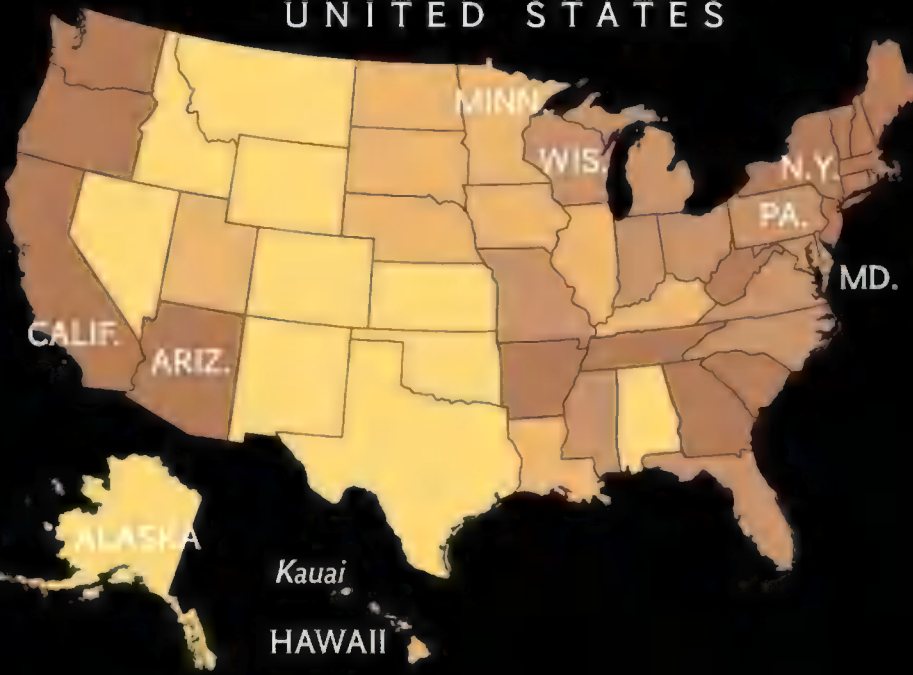 UNITED STATES
MINN.
WIS.
N.Y.
PA.
MD.
CALIF.
ARIZ.
ALASKA
Kauai
HAWAII